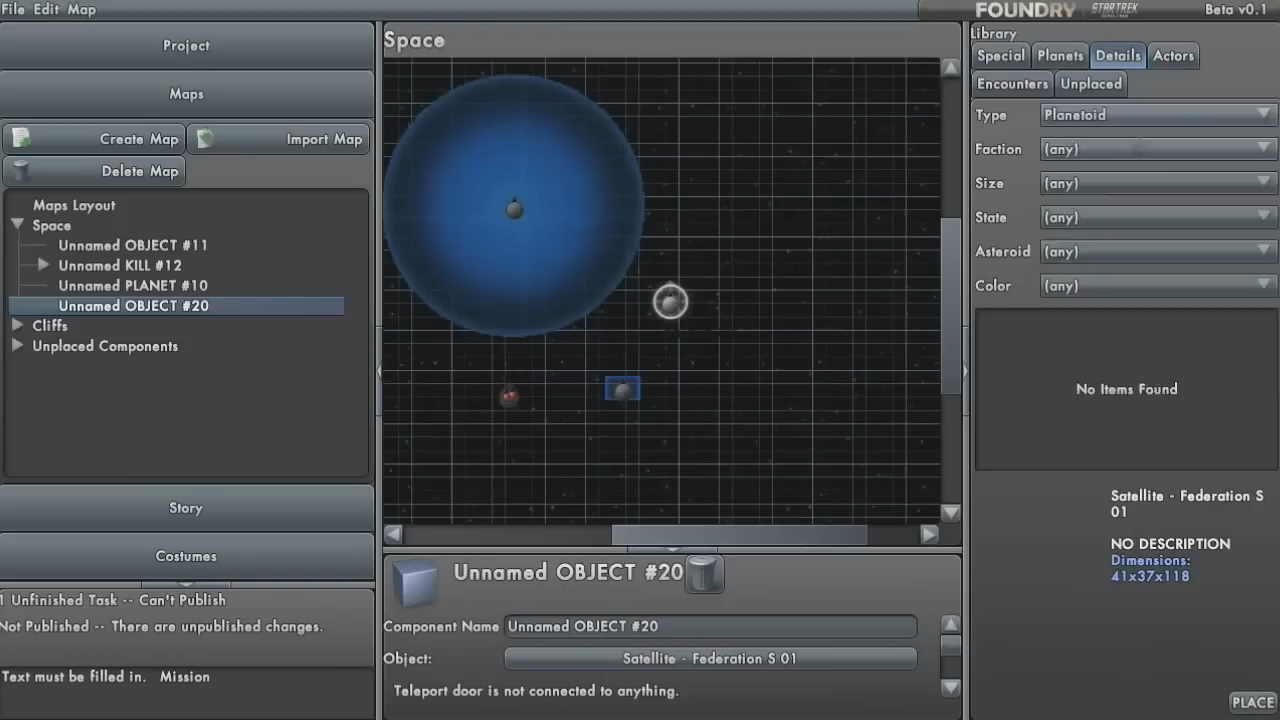 File Edit Map
FOUNDRY STAR TREK ONLINE Beta v0.1
Project
Maps
Create Map Import Map
Delete Map
Maps Layout
Space
Unnamed OBJECT #11
Unnamed KILL #12
Unnamed PLANET #10
Unnamed OBJECT #20
Cliffs
Unplaced Components
Story
Costumes
1 Unfinished Task -- Can't Publish
Not Published -- There are unpublished changes.
Text must be filled in. Mission
Space
Unnamed OBJECT #20
Component Name Unnamed OBJECT #20
Object: Satellite - Federation S 01
Teleport door is not connected to anything.
Library
Special Planets Details Actors
Encounters Unplaced
Type Planetoid
Faction (any)
Size (any)
State (any)
Asteroid (any)
Color (any)
No Items Found
Satellite - Federation S
01
NO DESCRIPTION
Dimensions:
41x37x118
PLACE